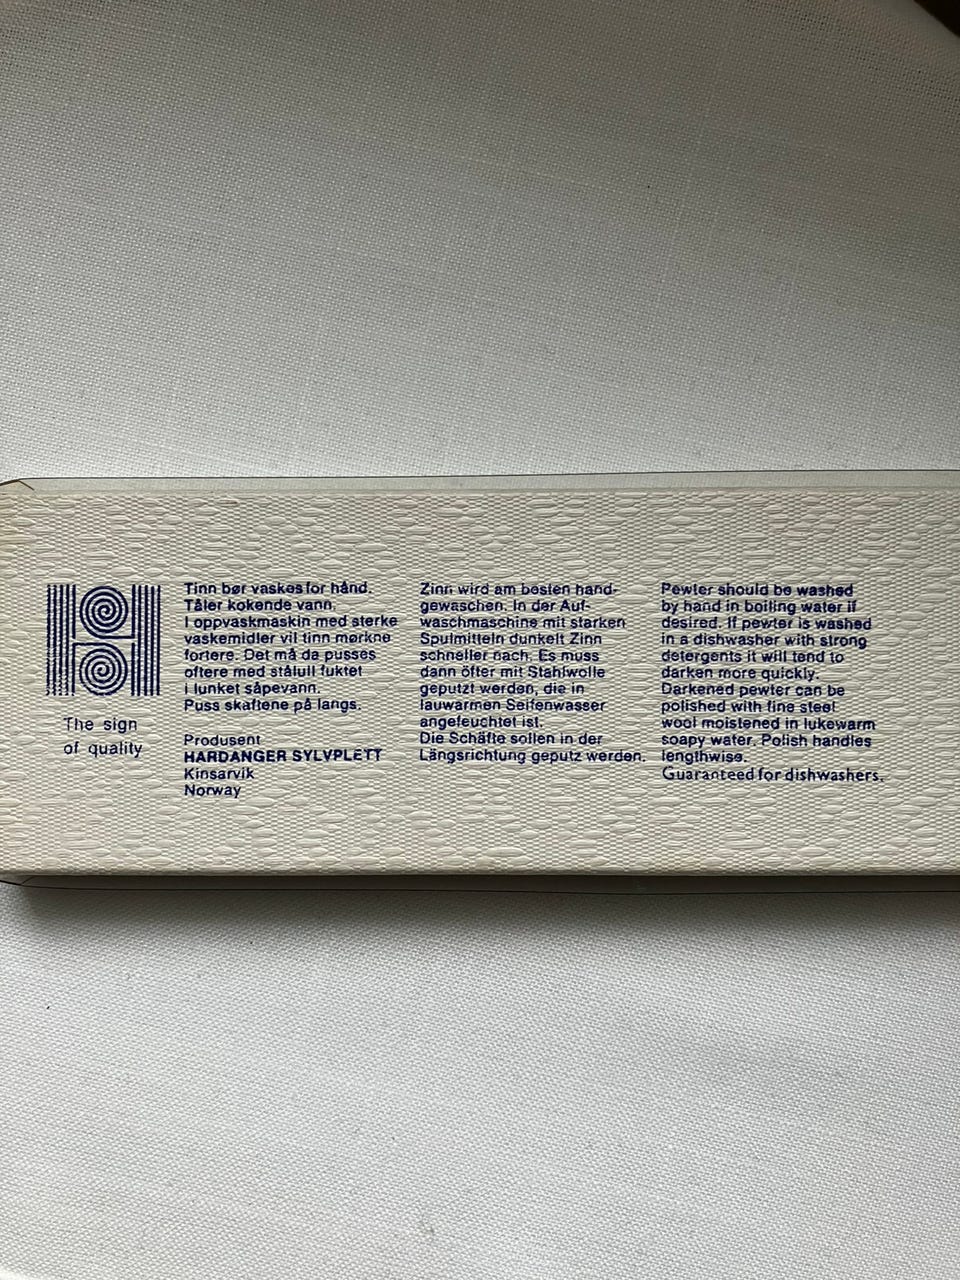 The sign
of quality
Tinn bør vaskes for hånd.
Tåler kokende vann.
I oppvaskmaskin med sterke
vaskemidler vil tinn mørkne
fortere. Det må da pusses
oftere med stålull fuktet
i lunket såpevann.
Puss skaftene på langs.
Produsent
HARDANGER SYLVPLETT
Kinsarvik
Norway
Zinn wird am besten hand-
gewaschen. In der Auf-
waschmaschine mit starken
Spulmitteln dunkelt Zinn
schneller nach. Es muss
dann öfter mit Stahlwolle
geputzt werden, die in
lauwarmen Seifenwasser
angefeuchtet ist.
Die Schäfte sollen in der
Längsrichtung geputz werden.
Pewter should be washed
by hand in boiling water if
desired. If pewter is washed
in a dishwasher with strong
detergents it will tend to
darken more quickly.
Darkened pewter can be
polished with fine steel
wool moistened in lukewarm
soapy water. Polish handles
lengthwise.
Guaranteed for dishwashers.